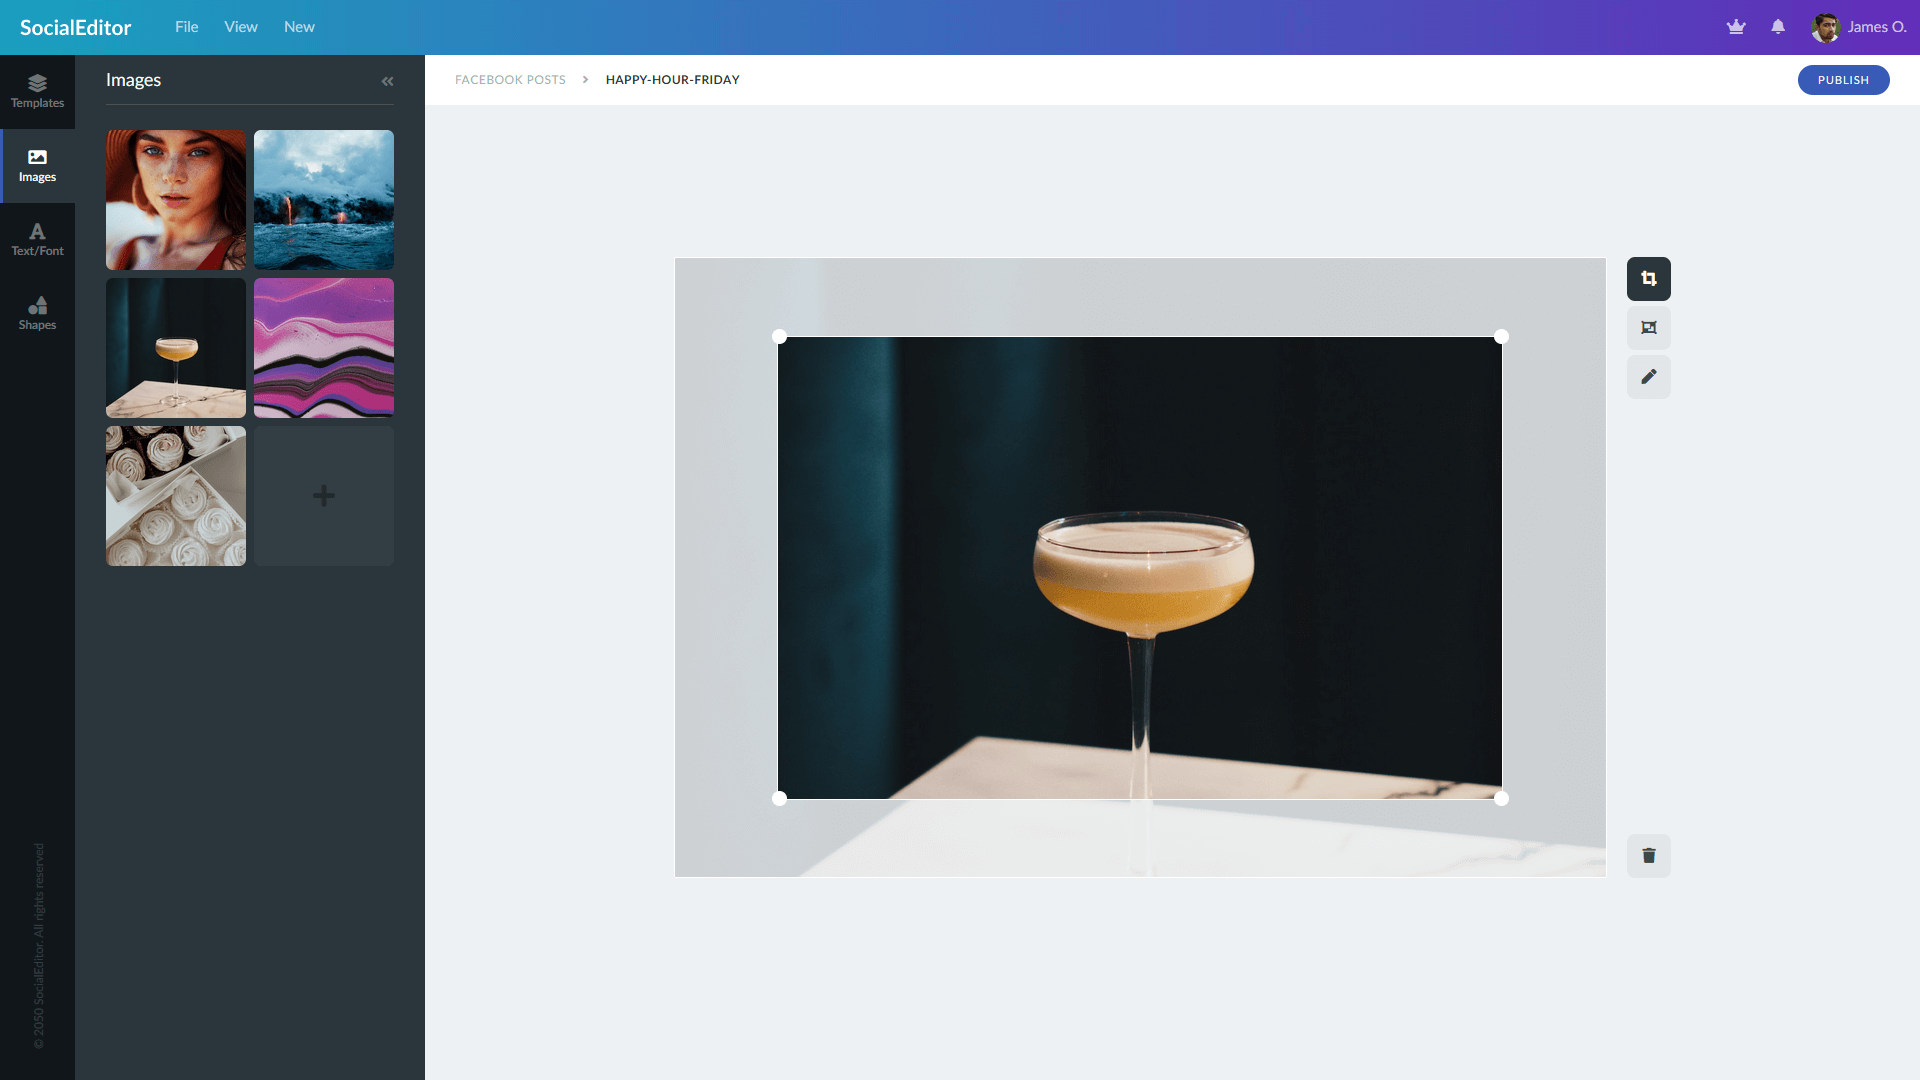 SocialEditor
File
View
New
James O.
Templates
Images
Text/Font
Shapes
Images
FACEBOOK POSTS
HAPPY-HOUR-FRIDAY
PUBLISH
© 2050 SocialEditor. All rights reserved